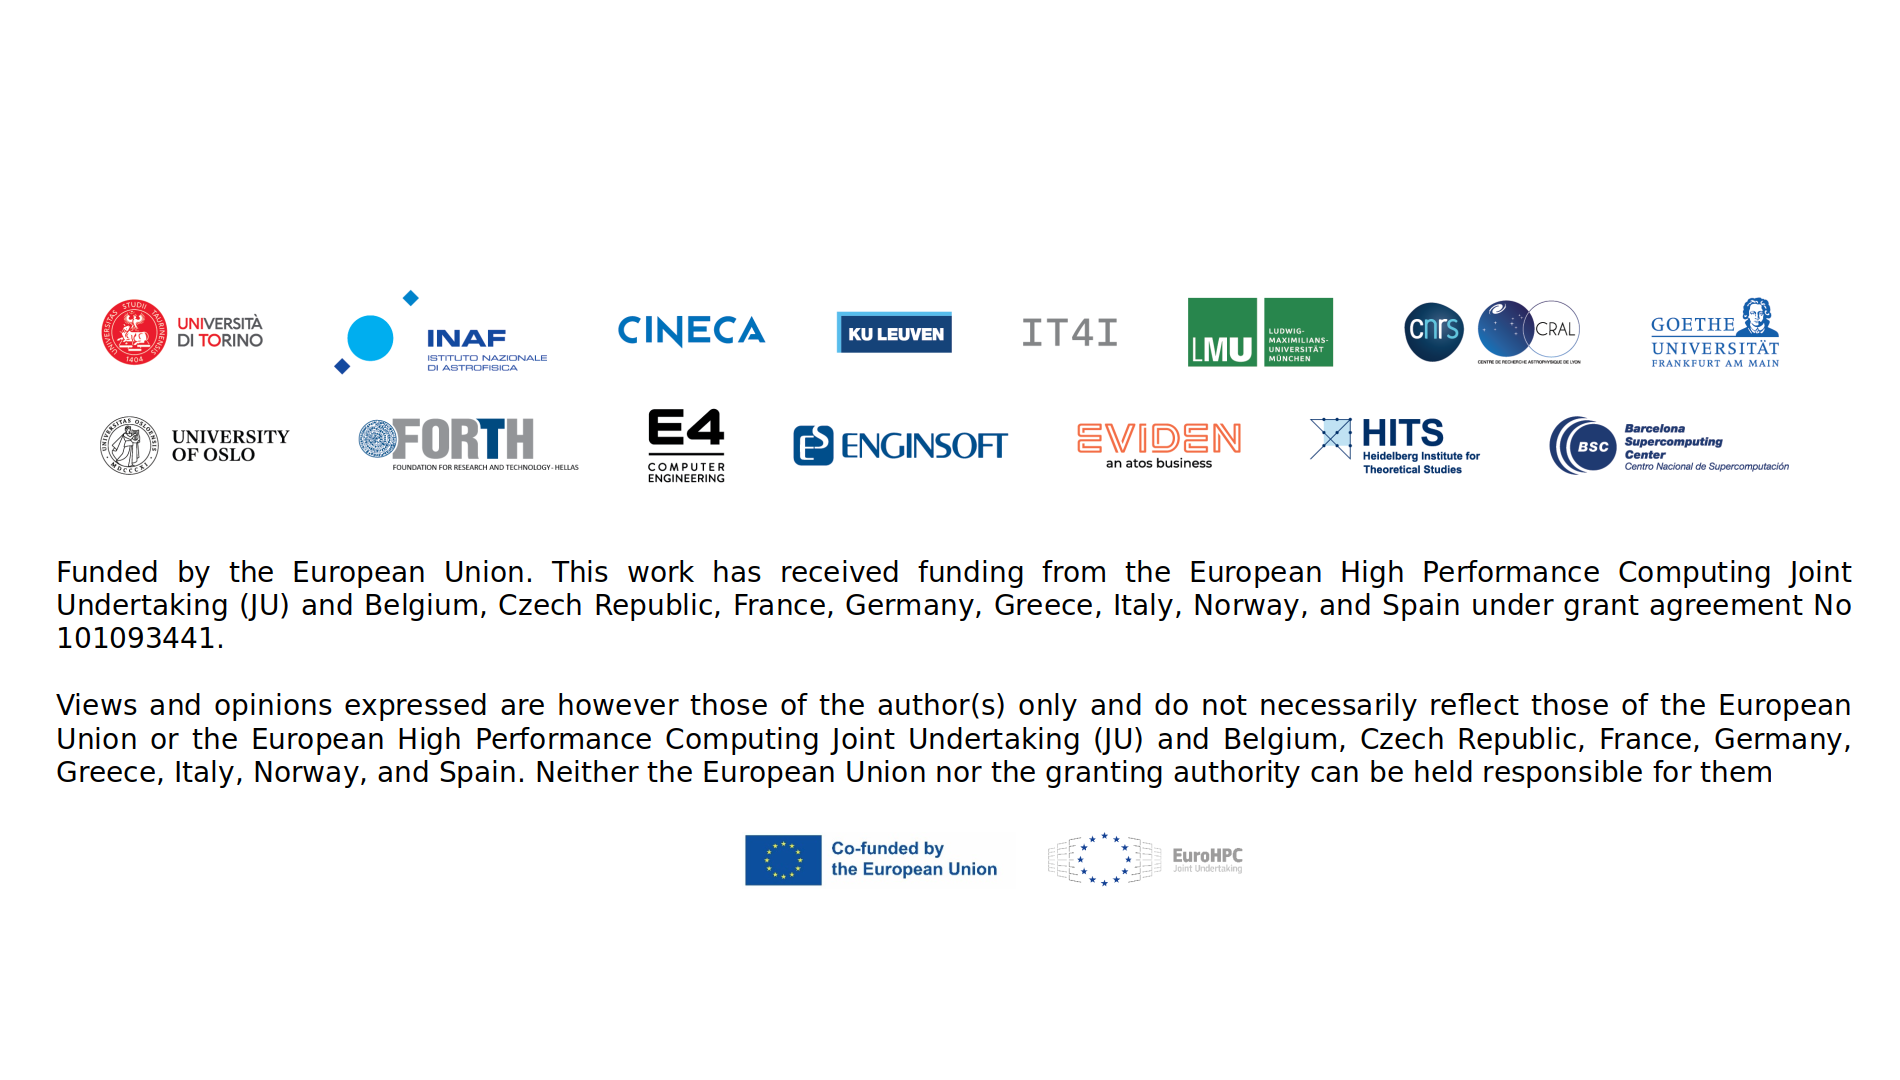 UNIVERSITÀ
DI TORINO
INAF
ISTITUTO NAZIONALE
DI ASTROFISICA
CINECA
KU LEUVEN
IT4I
LMU
LUDWIG-
MAXIMILIANS-
UNIVERSITÄT
MÜNCHEN
cnrs
CRAL
CENTRE DE RECHERCHE ASTROPHYSIQUE DE LYON
GOETHE
UNIVERSITÄT
FRANKFURT AM MAIN
UNIVERSITY
OF OSLO
FORTH
FOUNDATION FOR RESEARCH AND TECHNOLOGY - HELLAS
E4
COMPUTER
ENGINEERING
ES
ENGINSOFT
EVIDEN
an atos business
HITS
Heidelberg Institute for
Theoretical Studies
BSC
Barcelona
Supercomputing
Center
Centro Nacional de Supercomputación
Funded by the European Union. This work has received funding from the European High Performance Computing Joint
Undertaking (JU) and Belgium, Czech Republic, France, Germany, Greece, Italy, Norway, and Spain under grant agreement No
101093441.
Views and opinions expressed are however those of the author(s) only and do not necessarily reflect those of the European
Union or the European High Performance Computing Joint Undertaking (JU) and Belgium, Czech Republic, France, Germany,
Greece, Italy, Norway, and Spain. Neither the European Union nor the granting authority can be held responsible for them
Co-funded by
the European Union
EuroHPC
Joint Undertaking